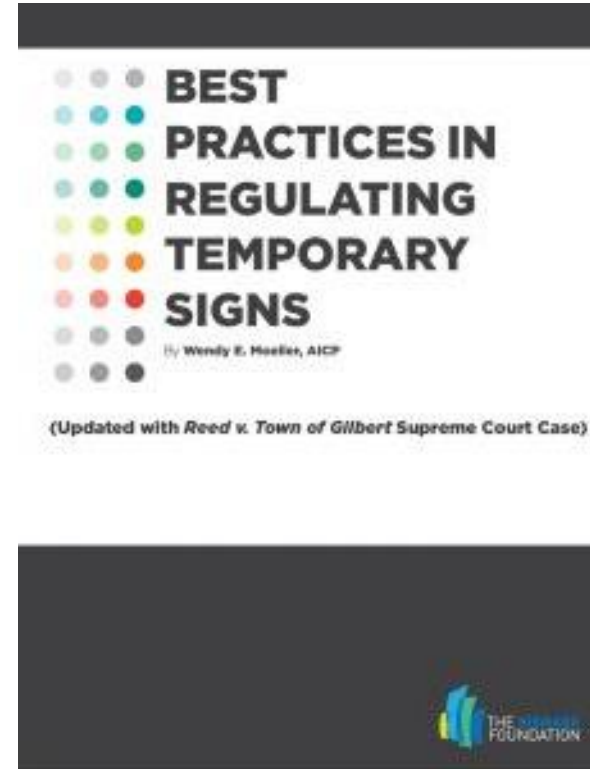 BEST
PRACTICES IN
REGULATING
TEMPORARY
SIGNS
By Wendy E. Moeller, AICP
(Updated with Reed v. Town of Gilbert Supreme Court Case)
THE
FOUNDATION